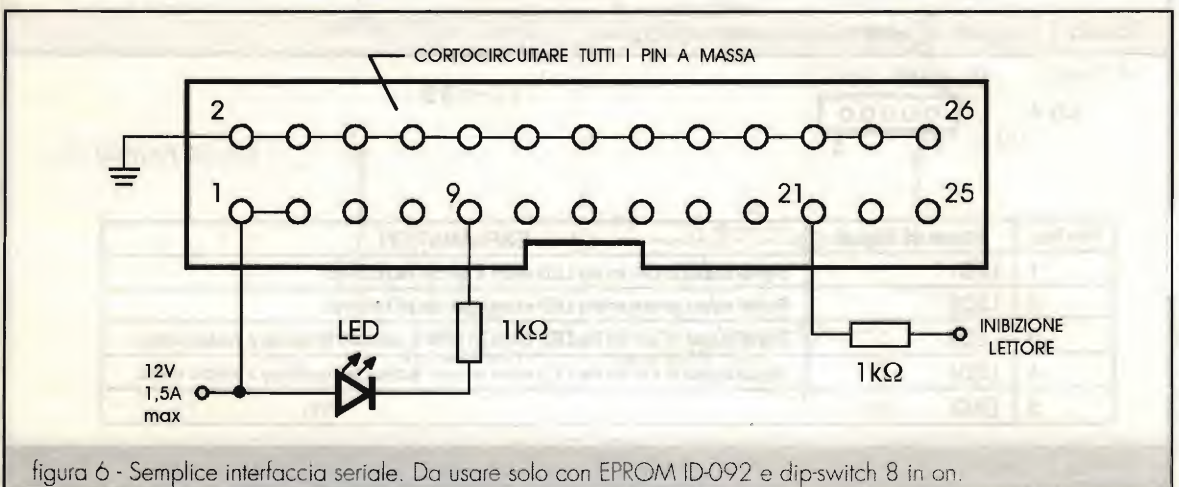 CORTOCIRCUITARE TUTTI I PIN A MASSA
2
26
1
9
21
25
LED
1kΩ
1kΩ
INIBIZIONE
LETTORE
12V
1,5A
max
figura 6 - Semplice interfaccia seriale. Da usare solo con EPROM ID-092 e dip-switch 8 in on.